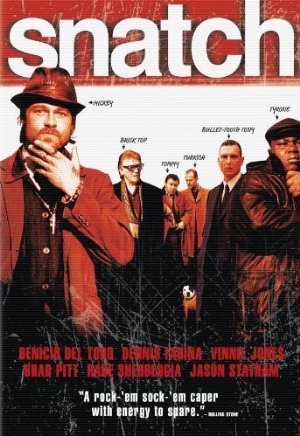 snatch
MICKEY
TYRONE
BULLET-TOOTH TONY
BRICK TOP
TURKISH
TOMMY
BENICIO DEL TORO DENNIS FARINA VINNIE JONES
BRAD PITT RADE SHERBEDGIA JASON STATHAM
"A rock-'em sock-'em caper
with energy to spare."
- ROLLING STONE